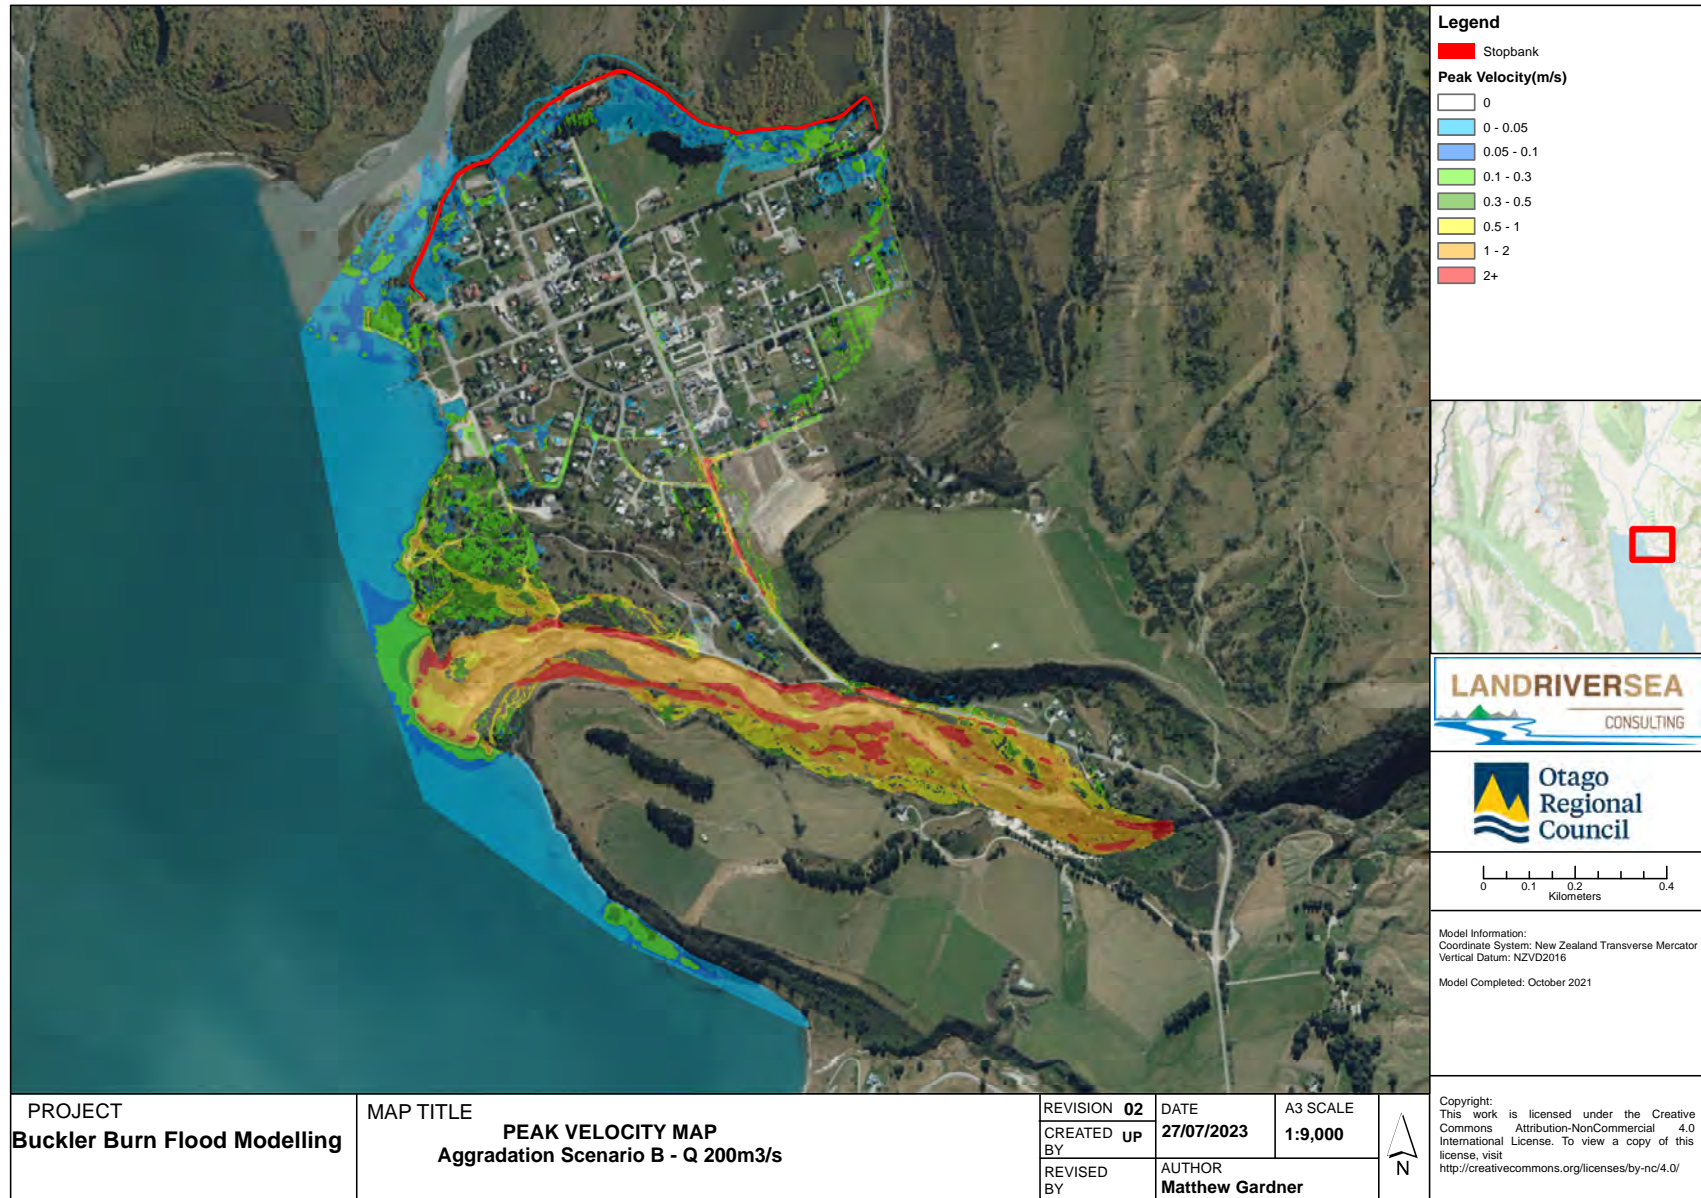 Legend
Stopbank
Peak Velocity(m/s)
0
0 - 0.05
0.05 - 0.1
0.1 - 0.3
0.3 - 0.5
0.5 - 1
1 - 2
2+
LANDRIVERSEA
CONSULTING
Otago
Regional
Council
0 0.1 0.2 0.4
Kilometers
Model Information:
Coordinate System: New Zealand Transverse Mercator
Vertical Datum: NZVD2016
Model Completed: October 2021
Copyright:
This work is licensed under the Creative
Commons Attribution-NonCommercial 4.0
International License. To view a copy of this
license, visit
http://creativecommons.org/licenses/by-nc/4.0/
PROJECT
Buckler Burn Flood Modelling
MAP TITLE
PEAK VELOCITY MAP
Aggradation Scenario B - Q 200m3/s
REVISION 02
CREATED BY UP
REVISED BY
DATE
27/07/2023
A3 SCALE
1:9,000
AUTHOR
Matthew Gardner
N